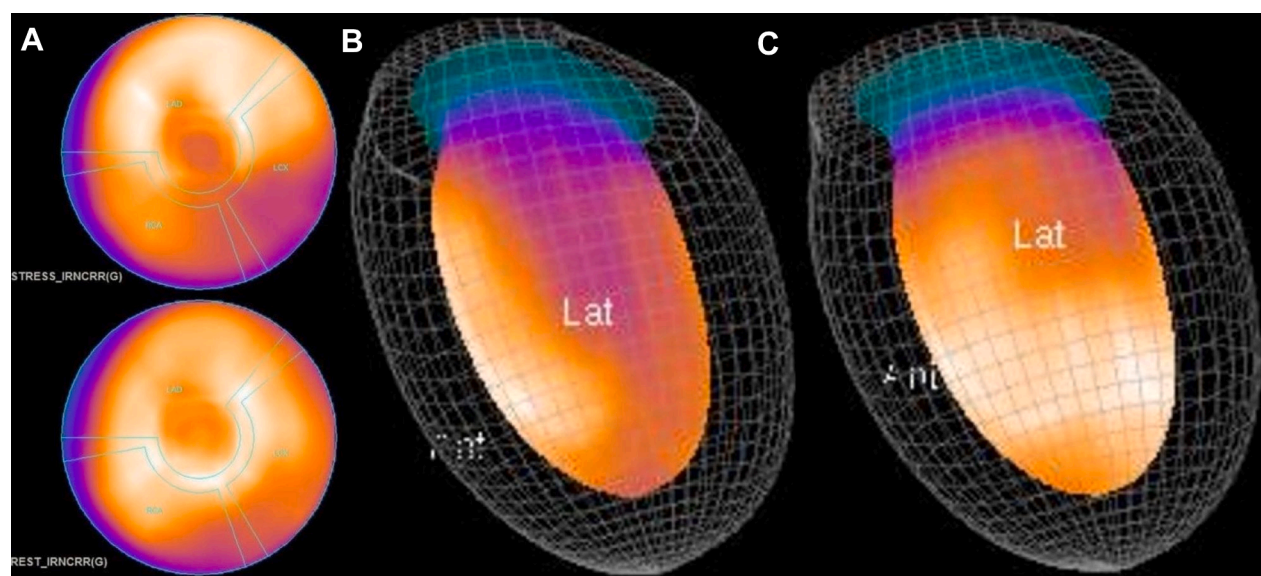 A
B
C
LAD
LCX
RCA
STRESS_IRNCRR(G)
Lat
Lat
LAD
RCA
REST_IRNCRR(G)